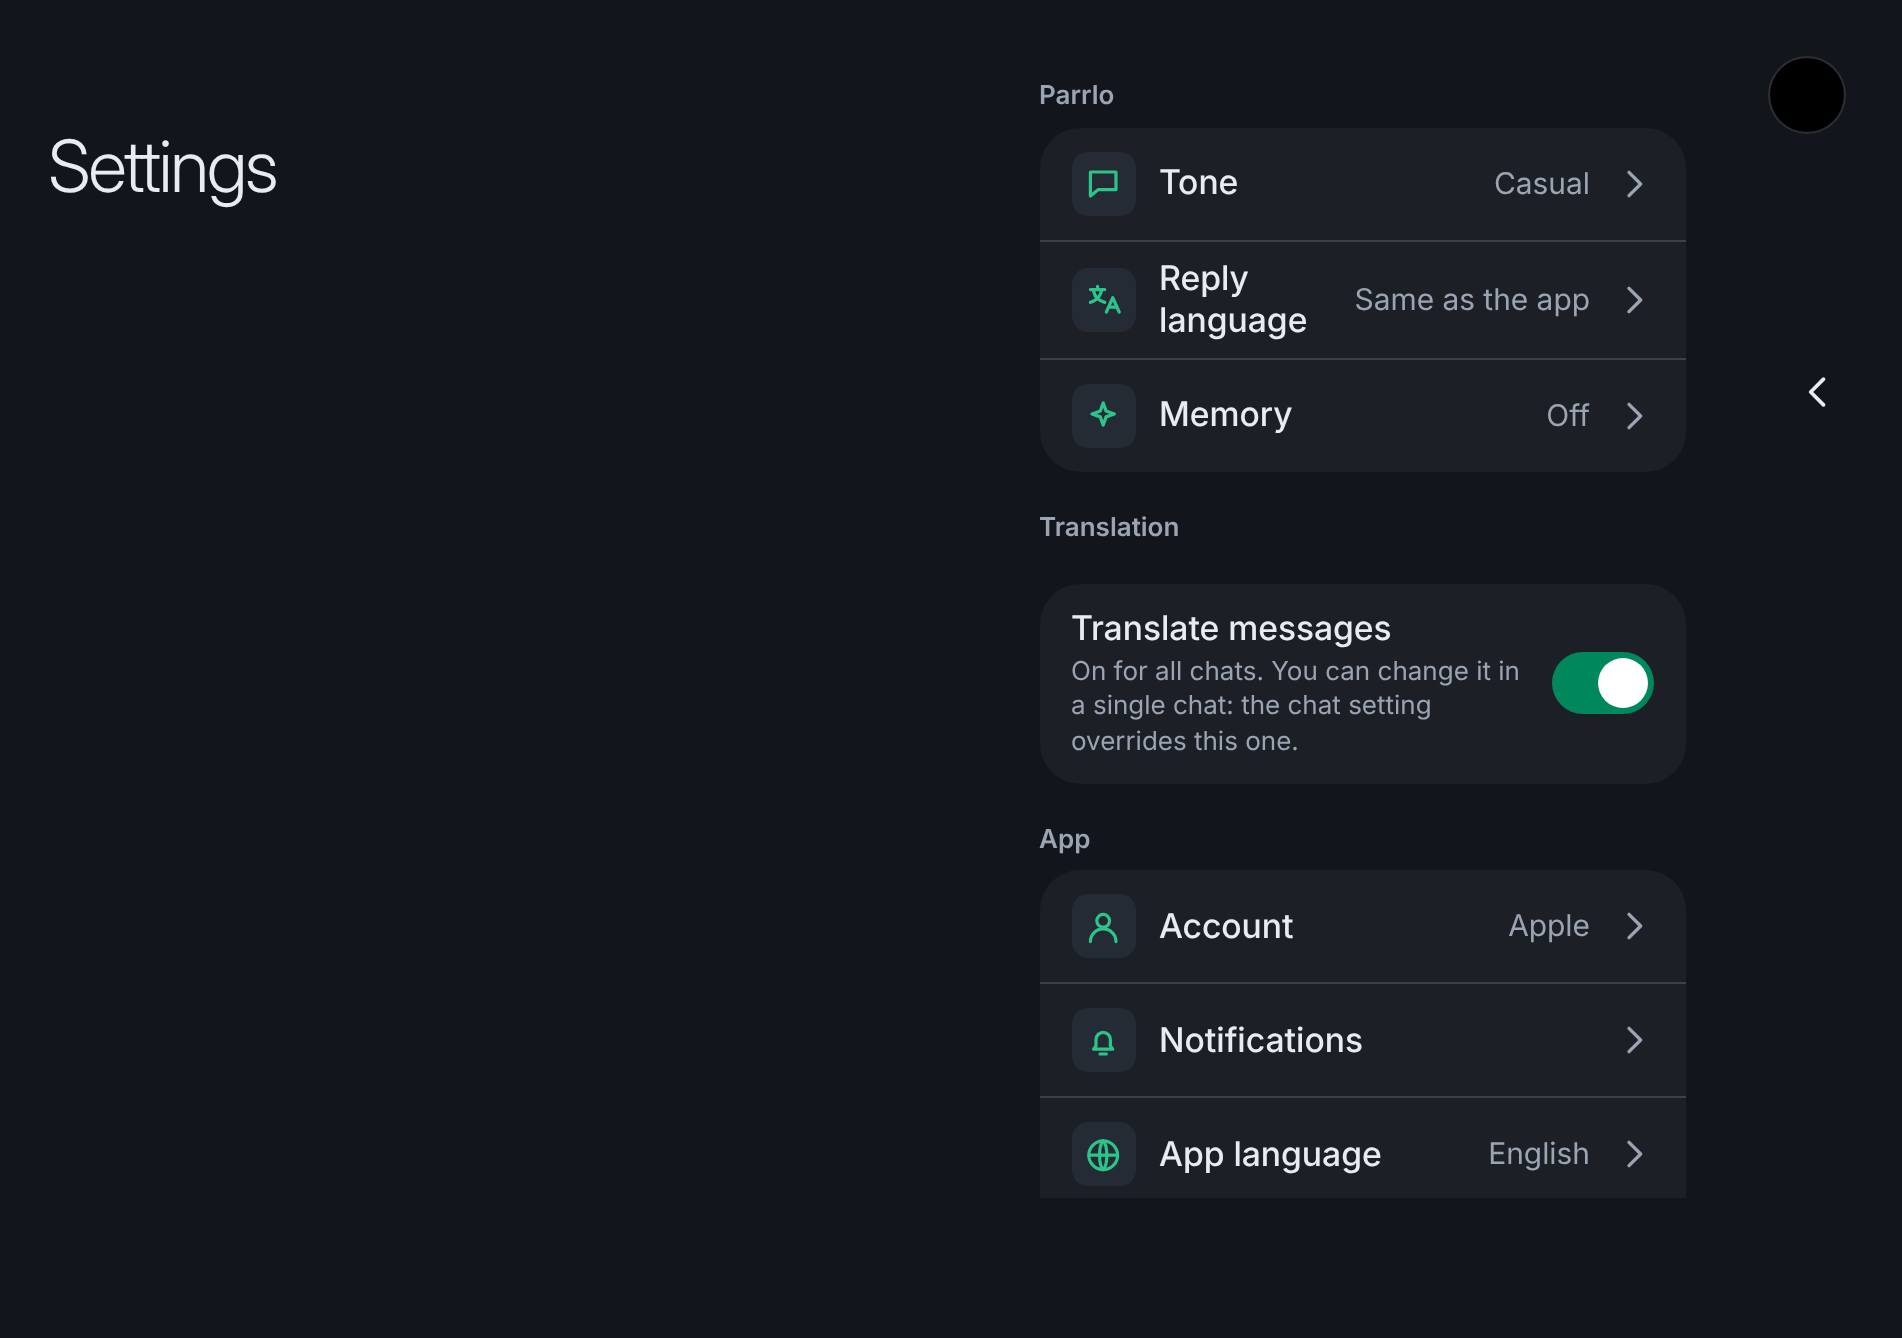 Settings
Parrlo
Tone
Casual
Reply
language
Same as the app
Memory
Off
Translation
Translate messages
On for all chats. You can change it in
a single chat: the chat setting
overrides this one.
App
Account
Apple
Notifications
App language
English